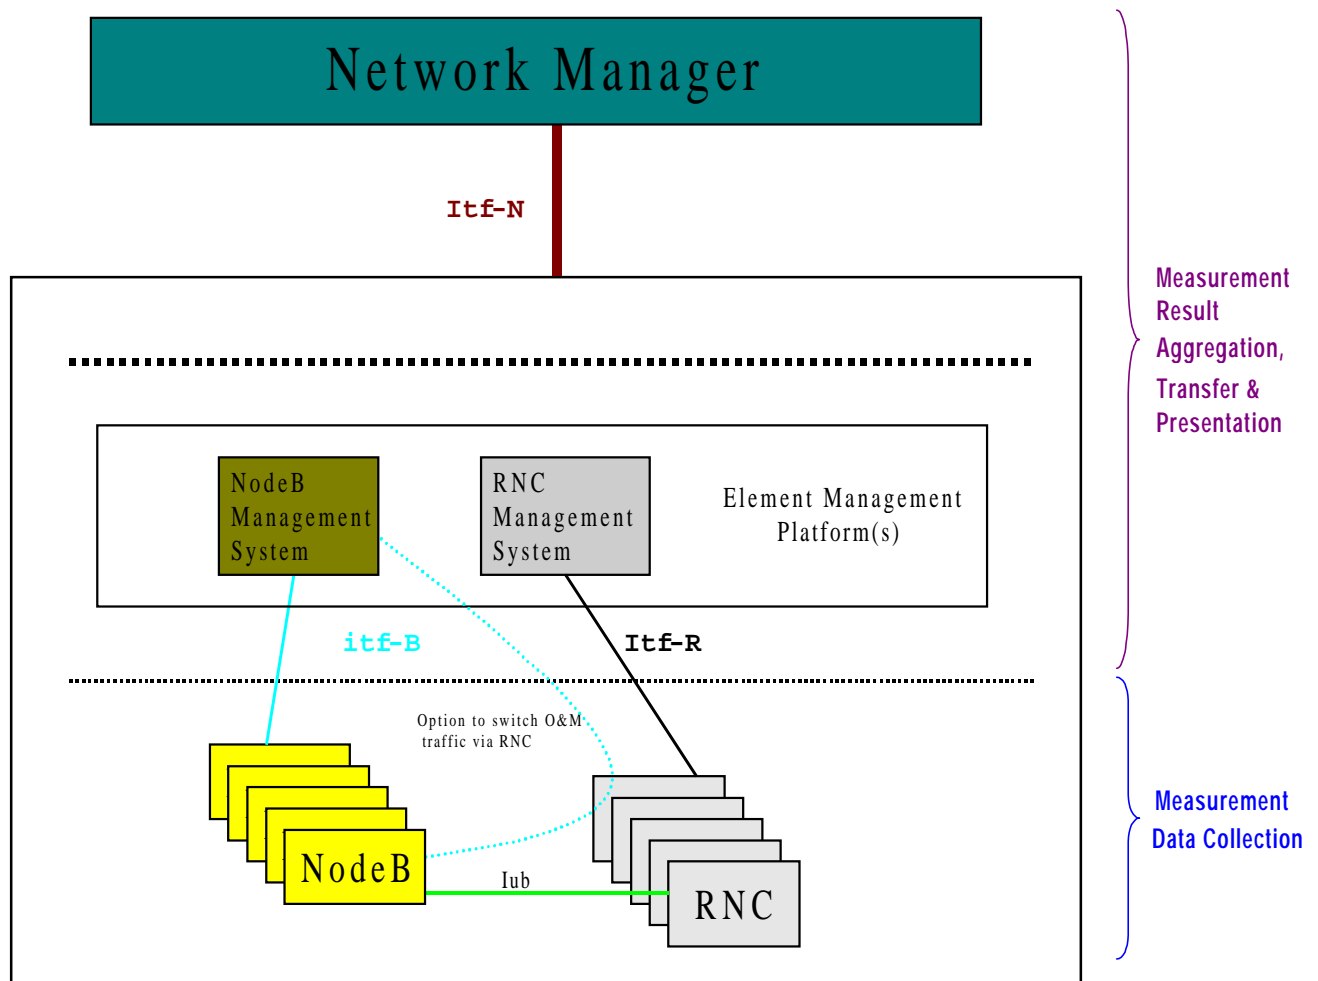 Network Manager
Itf-N
Measurement
Result
Aggregation,
Transfer &
Presentation
NodeB
Management
System
RNC
Management
System
Element Management
Platform(s)
itf-B
Itf-R
Option to switch O&M
traffic via RNC
Measurement
Data Collection
NodeB
Iub
RNC